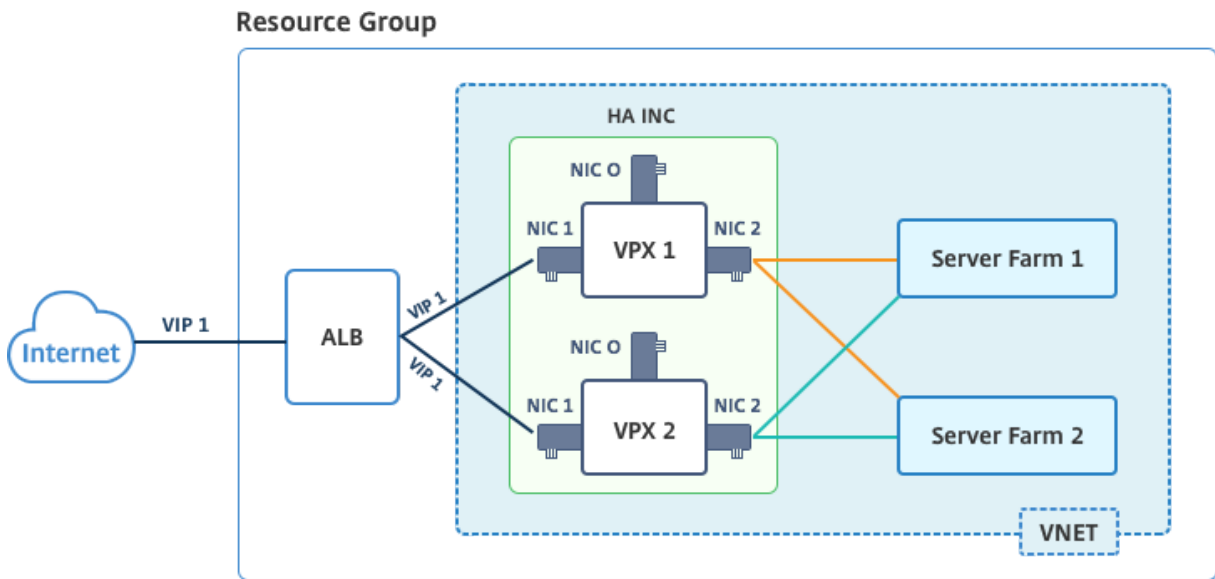 Resource Group
HA INC
NIC O
NIC 1
VPX 1
NIC 2
Server Farm 1
VIP 1
VIP 1
Internet
ALB
VIP 1
NIC O
NIC 1
VPX 2
NIC 2
Server Farm 2
VNET